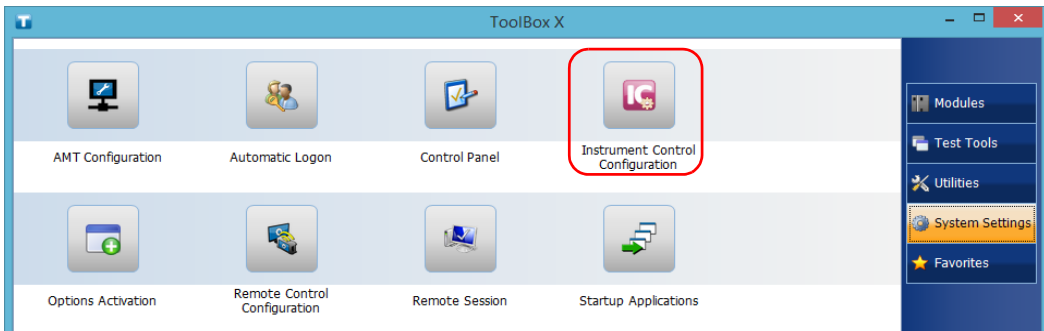 T
ToolBox X
IC
AMT Configuration
Automatic Logon
Control Panel
Instrument Control
Configuration
Options Activation
Remote Control
Configuration
Remote Session
Startup Applications
Modules
Test Tools
Utilities
System Settings
Favorites